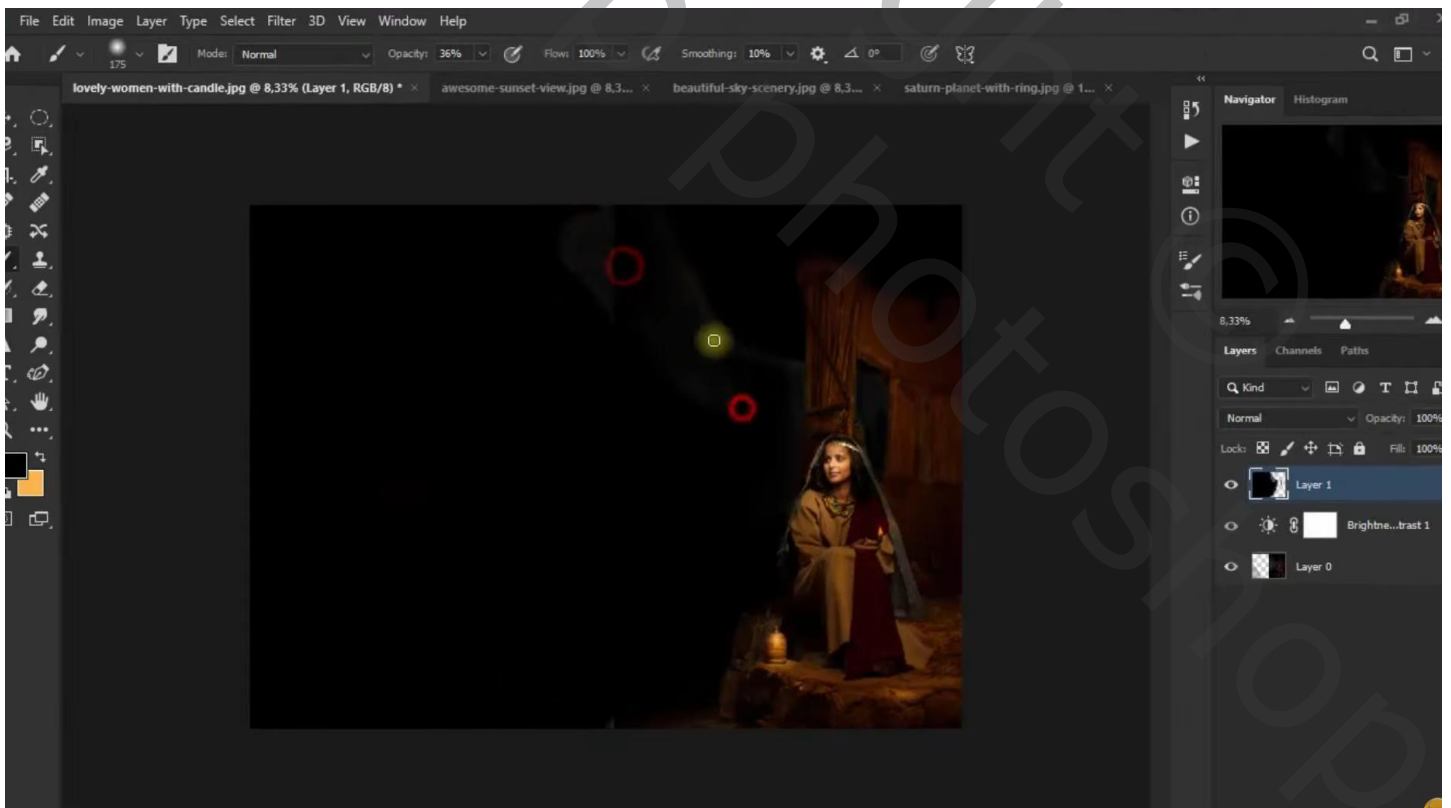 File Edit Image Layer Type Select Filter 3D View Window Help
175 Mode: Normal Opacity: 36% Flow: 100% Smoothing: 10% 0°
lovely-women-with-candle.jpg @ 8,33% (Layer 1, RGB/8) * × awesome-sunset-view.jpg @ 8,3... × beautiful-sky-scenery.jpg @ 8,3... × saturn-planet-with-ring.jpg @ 1... ×
Navigator Histogram
8,33%
Layers Channels Paths
Kind
Normal Opacity: 100%
Lock: Fill: 100%
Layer 1
Brightne...trast 1
Layer 0
photoshop